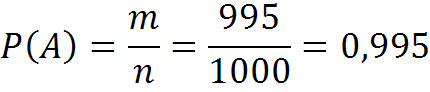 P(A) = m/n = 995/1000 = 0,995